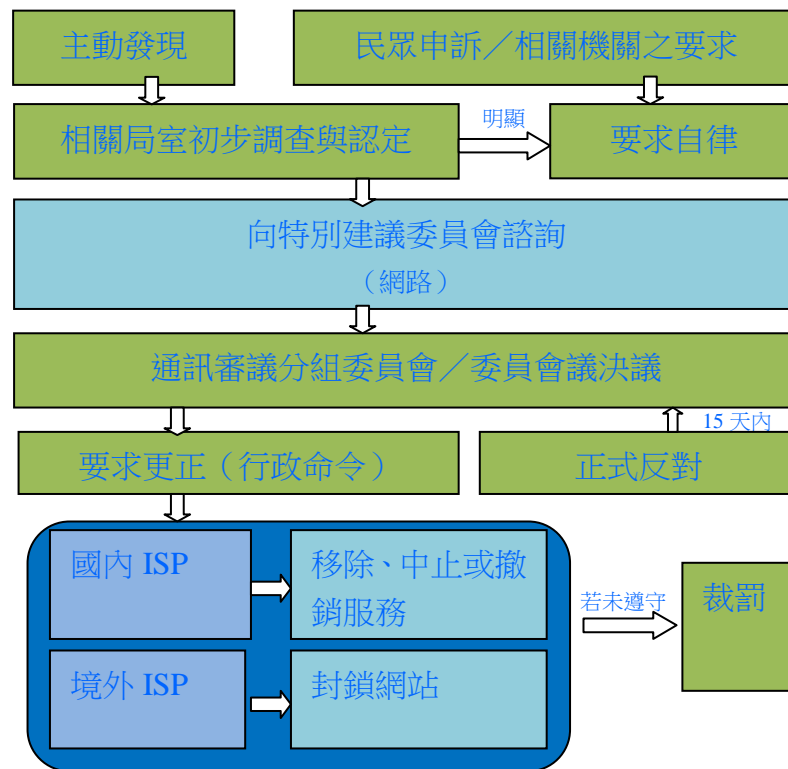 主動發現
民眾申訴／相關機關之要求
相關局室初步調查與認定
明顯
要求自律
向特別建議委員會諮詢
（網路）
通訊審議分組委員會／委員會議決議
15 天內
要求更正（行政命令）
正式反對
國內 ISP
移除、中止或撤
銷服務
若未遵守
裁罰
境外 ISP
封鎖網站